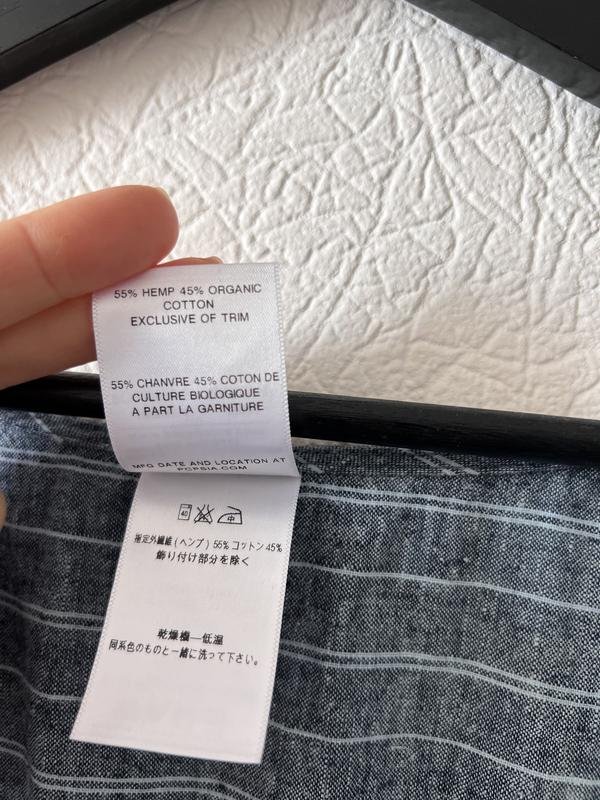 55% HEMP 45% ORGANIC
COTTON
EXCLUSIVE OF TRIM
55% CHANVRE 45% COTON DE
CULTURE BIOLOGIQUE
A PART LA GARNITURE
MFG DATE AND LOCATION AT
PCPSIA.COM
40 中
指定外繊維(ヘンプ)55% コットン45%
飾り付け部分を除く
乾燥機—低温
同系色のものと一緒に洗って下さい。